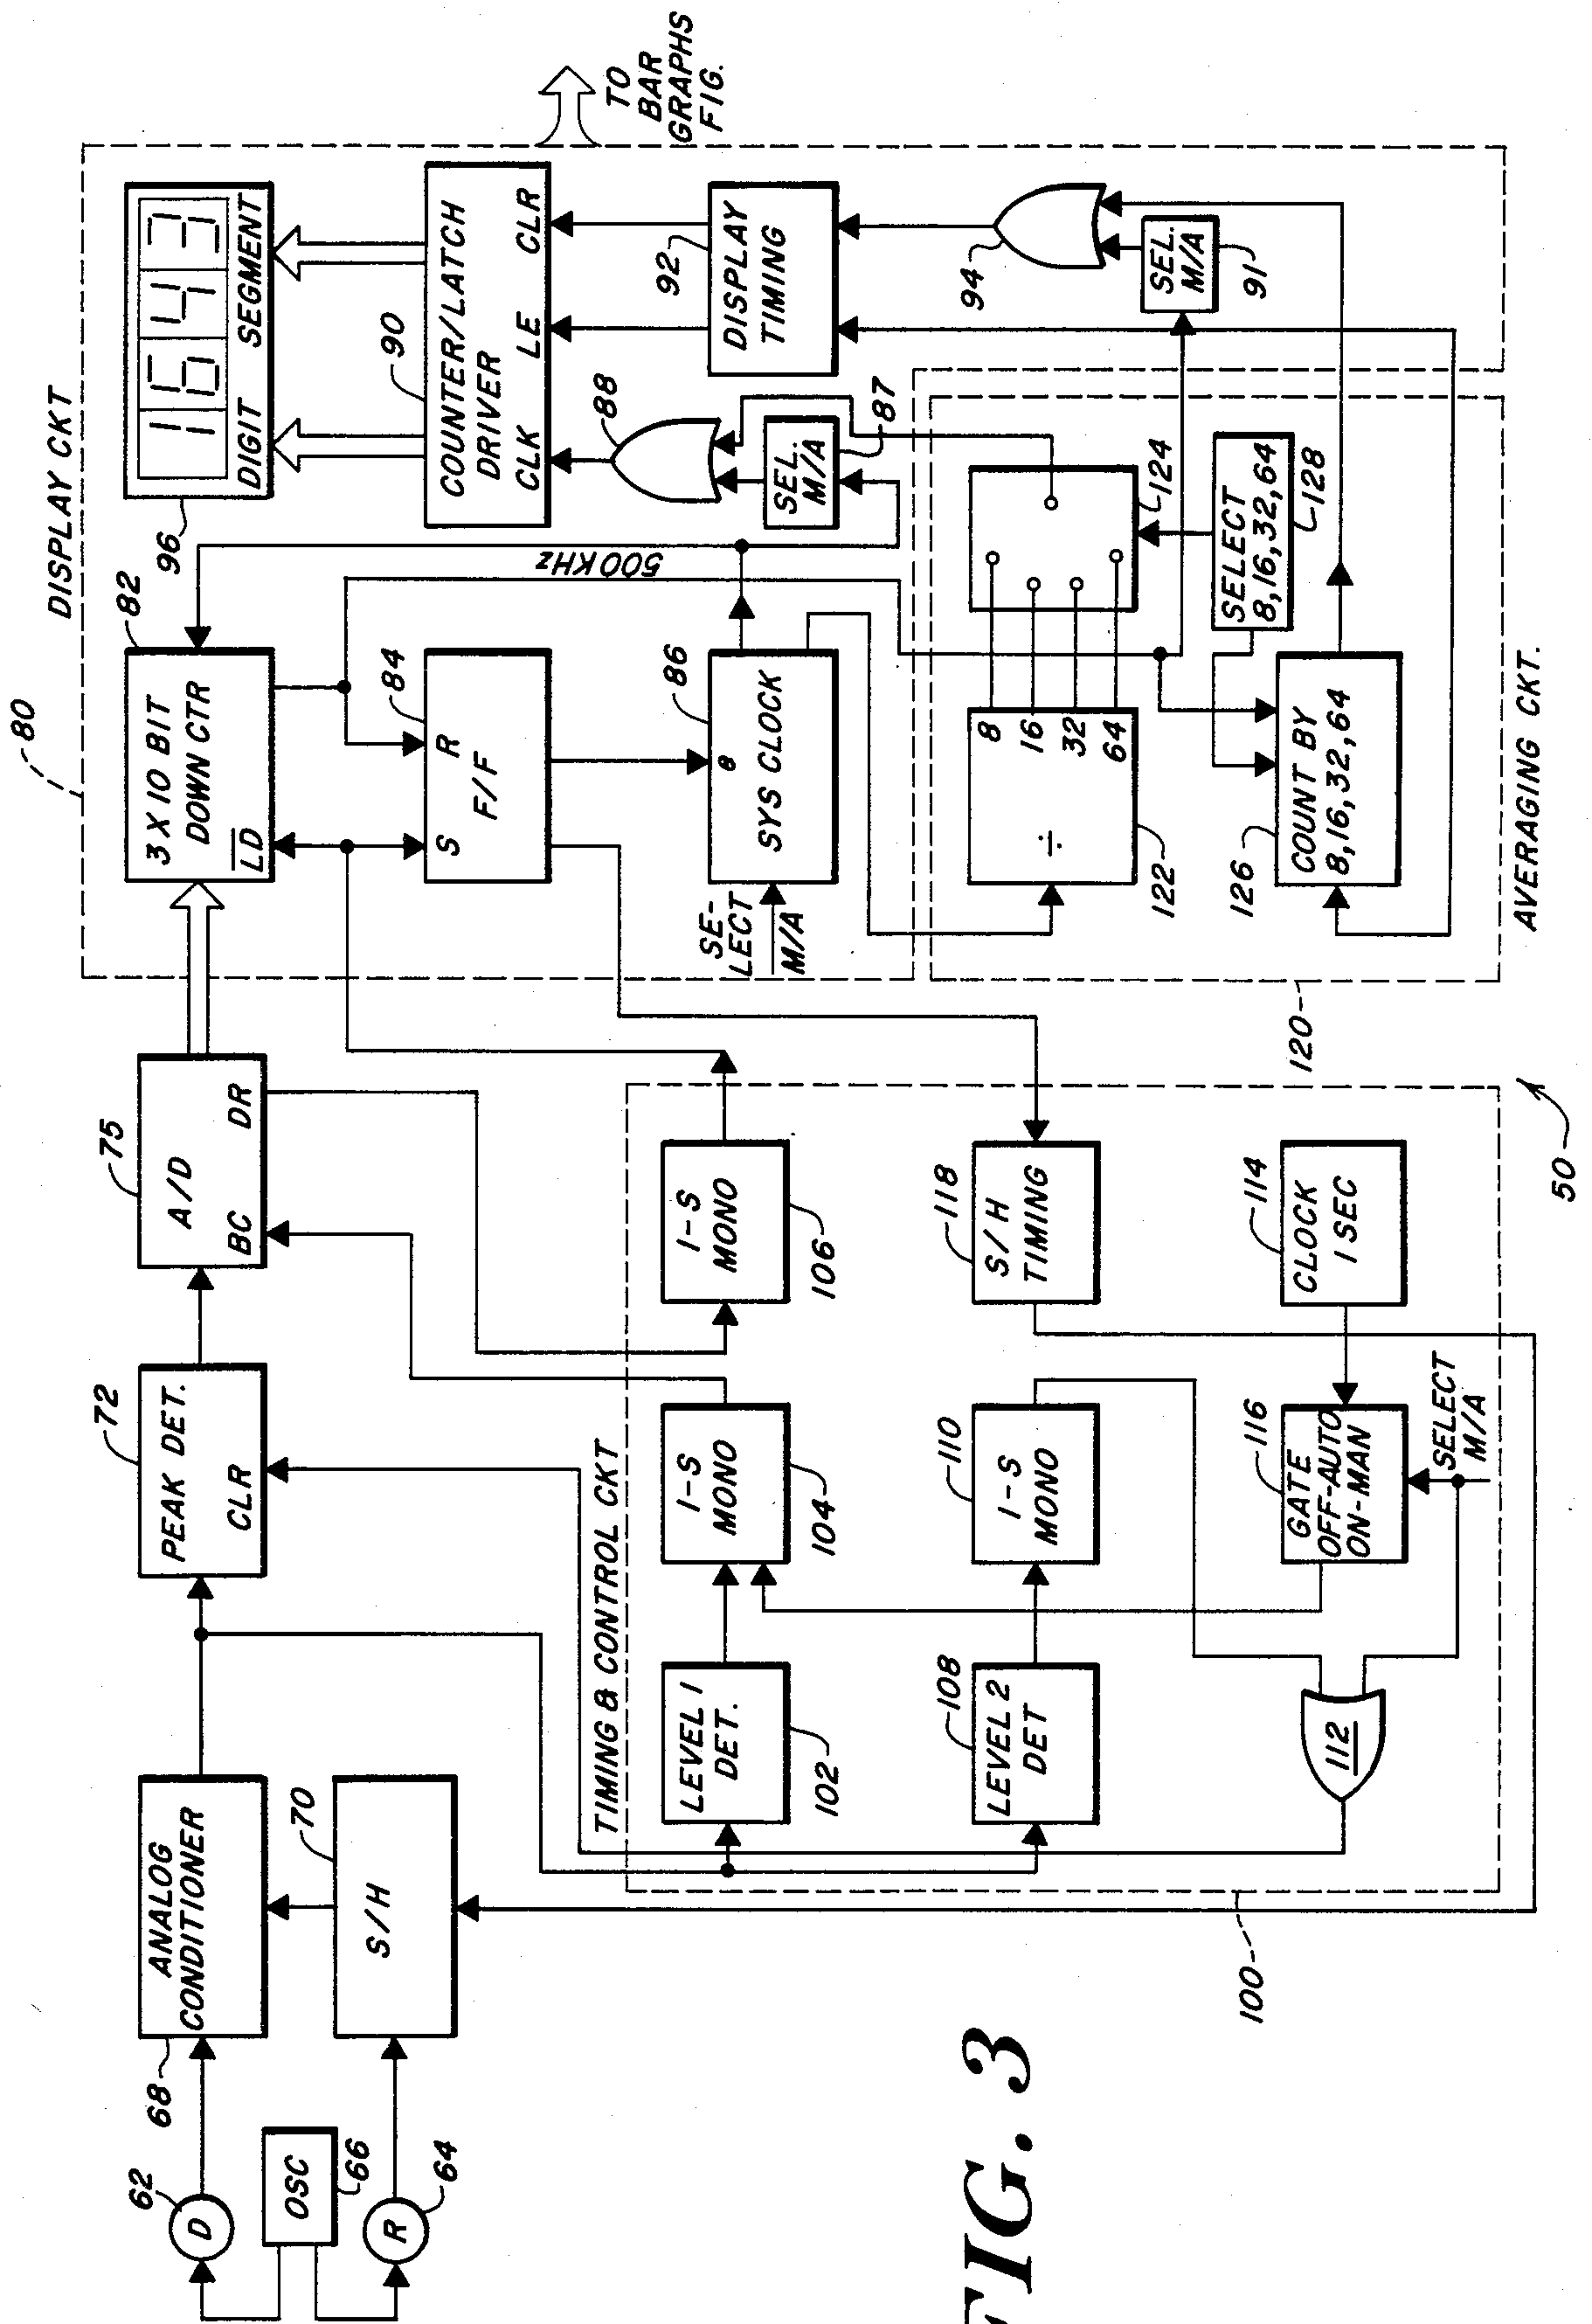 80
DISPLAY CKT
62
D
OSC
66
R
64
68
ANALOG
CONDITIONER
70
S/H
72
PEAK DET.
CLR
75
A/D
BC
DR
82
3 X 10 BIT
DOWN CTR
LD
84
S
R
F/F
86
θ
SYS CLOCK
SE-
LECT
M/A
500KHz
96
1643
DIGIT SEGMENT
90
COUNTER/LATCH
DRIVER
CLK LE CLR
88
SEL.
M/A
87
92
DISPLAY
TIMING
94
SEL.
M/A
91
TO
BAR
GRAPHS
FIG.
TIMING & CONTROL CKT
LEVEL 1
DET.
102
1-S
MONO
104
1-S
MONO
106
108
LEVEL 2
DET
110
1-S
MONO
118
S/H
TIMING
112
116
GATE
OFF-AUTO
ON-MAN
SELECT
M/A
114
CLOCK
1 SEC
100
50
÷
8
16
32
64
122
124
SELECT
8,16,32,64
128
126
COUNT BY
8,16,32,64
120
AVERAGING CKT.
FIG. 3